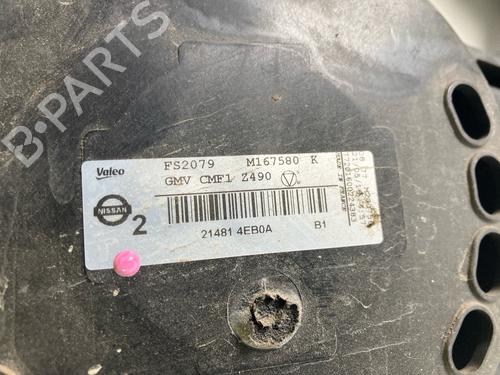 B-PARTS
Valeo FS2079 M167580 K
GMV CMF1 Z490 V
NISSAN 2
21481 4EB0A B1